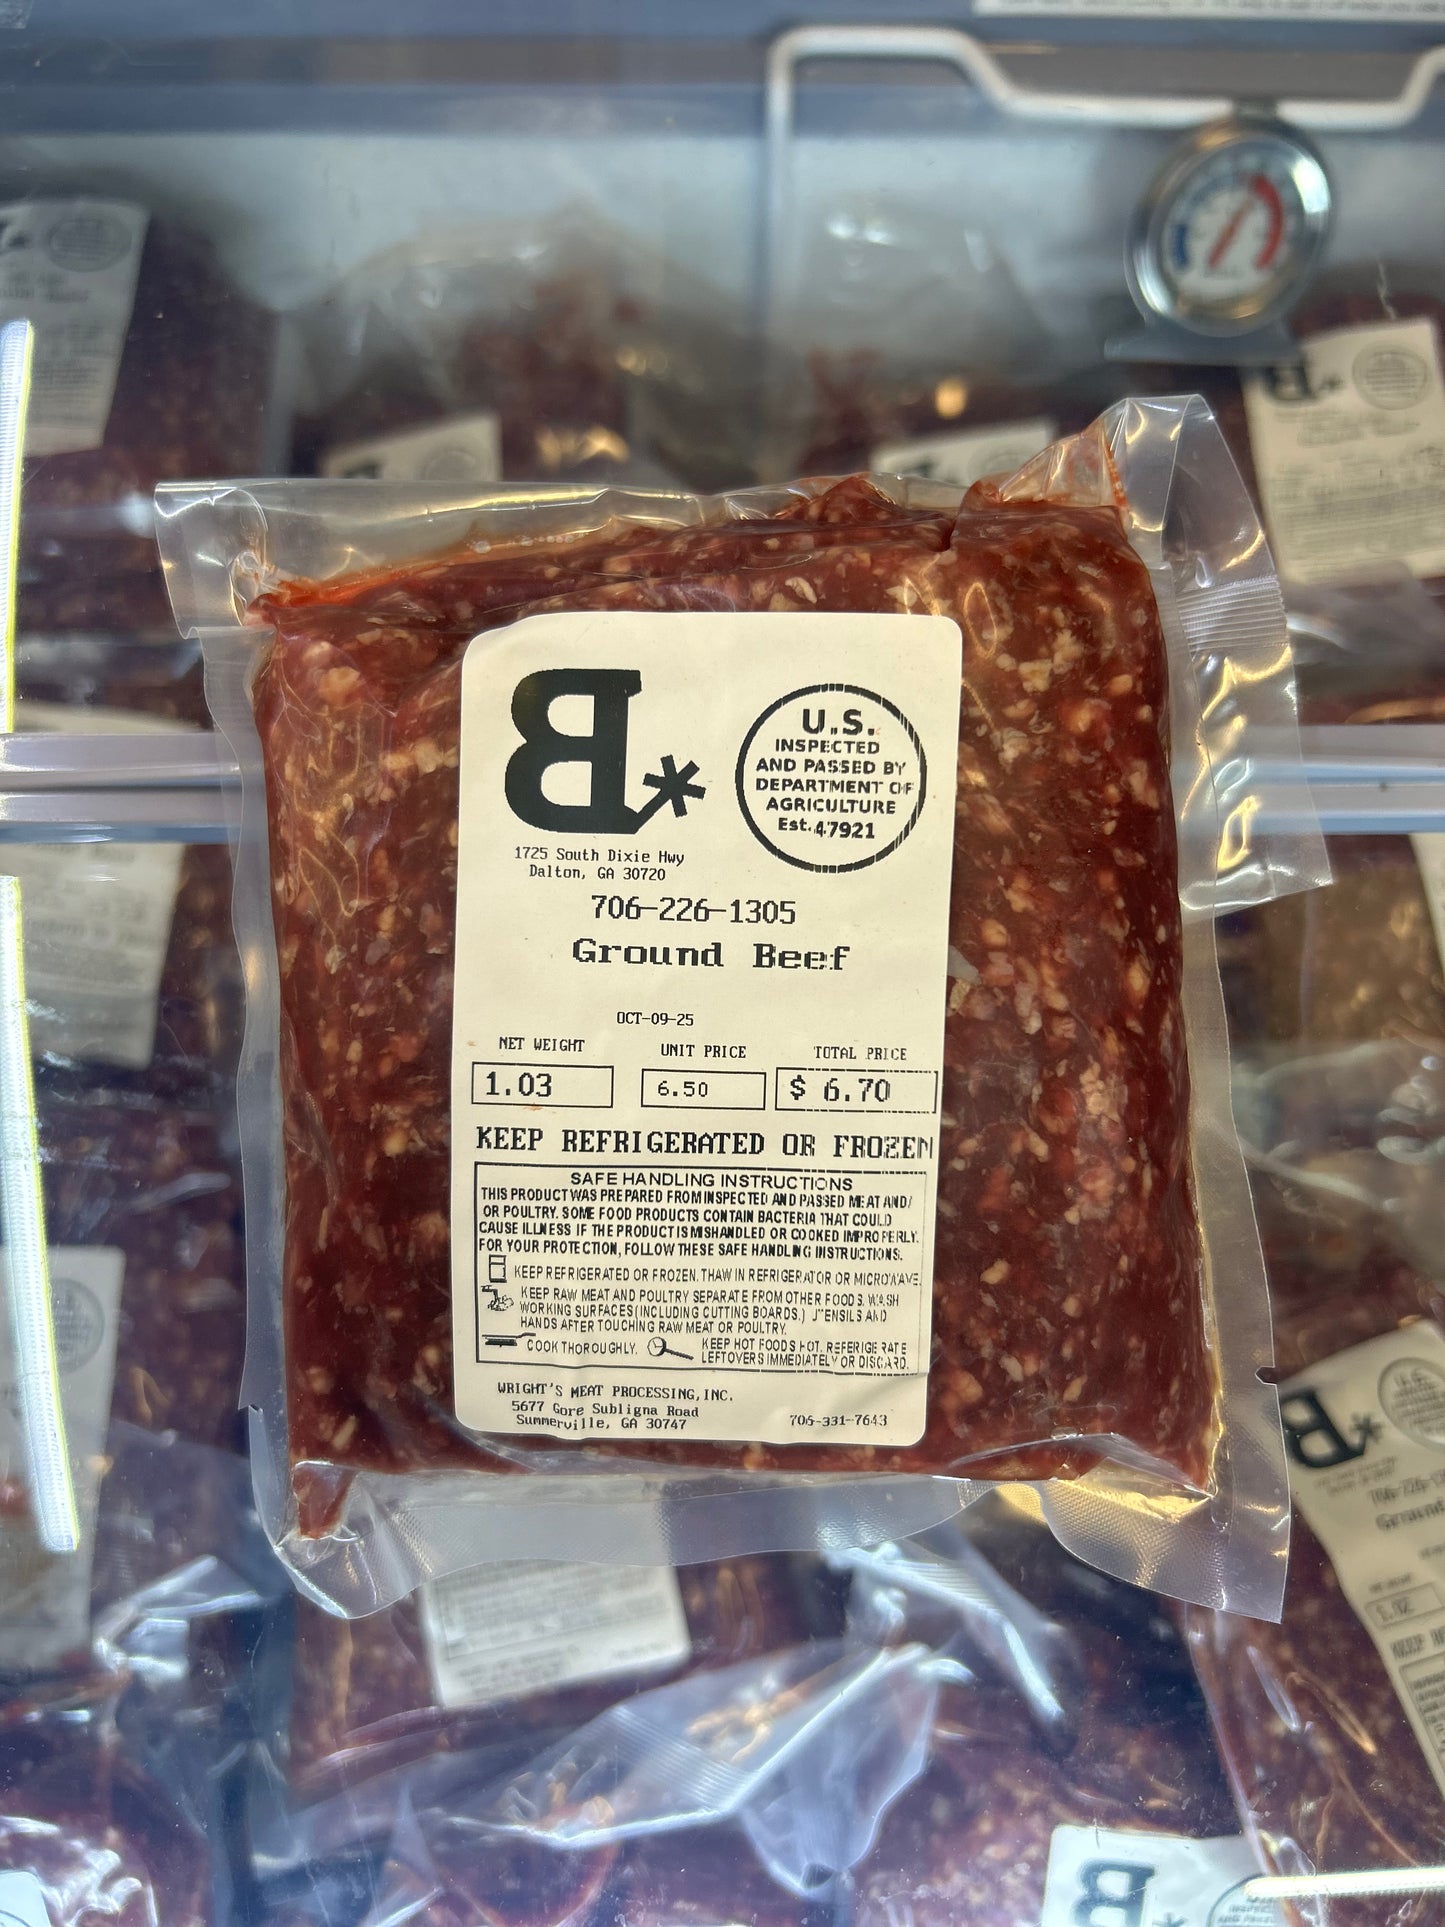 B*
U.S.
INSPECTED
AND PASSED BY
DEPARTMENT OF
AGRICULTURE
Est. 47921
1725 South Dixie Hwy
Dalton, GA 30720
706-226-1305
Ground Beef
OCT-09-25
NET WEIGHT UNIT PRICE TOTAL PRICE
1.03 6.50 $ 6.70
KEEP REFRIGERATED OR FROZEN
SAFE HANDLING INSTRUCTIONS
THIS PRODUCT WAS PREPARED FROM INSPECTED AND PASSED MEAT AND/
OR POULTRY. SOME FOOD PRODUCTS CONTAIN BACTERIA THAT COULD
CAUSE ILLNESS IF THE PRODUCT IS MISHANDLED OR COOKED IMPROPERLY.
FOR YOUR PROTECTION, FOLLOW THESE SAFE HANDLING INSTRUCTIONS.
KEEP REFRIGERATED OR FROZEN. THAW IN REFRIGERATOR OR MICROWAVE.
KEEP RAW MEAT AND POULTRY SEPARATE FROM OTHER FOODS. WASH
WORKING SURFACES (INCLUDING CUTTING BOARDS,) UTENSILS AND
HANDS AFTER TOUCHING RAW MEAT OR POULTRY.
COOK THOROUGHLY.
KEEP HOT FOODS HOT. REFERIGERATE
LEFTOVERS IMMEDIATELY OR DISCARD.
WRIGHT'S MEAT PROCESSING, INC.
5677 Gore Subligna Road
Summerville, GA 30747
706-331-7643
B*
B*
Ground
B